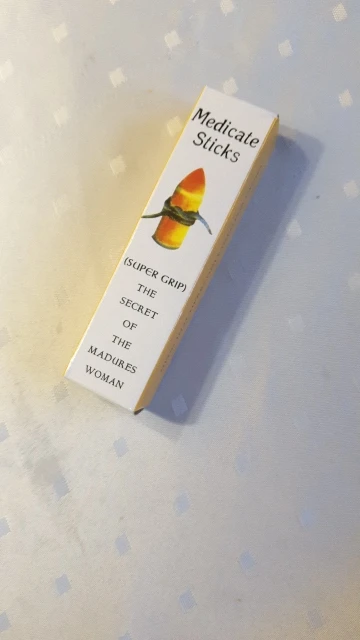 Medicate
Sticks
(SUPER GRIP)
THE
SECRET
OF
THE
MADURES
WOMAN